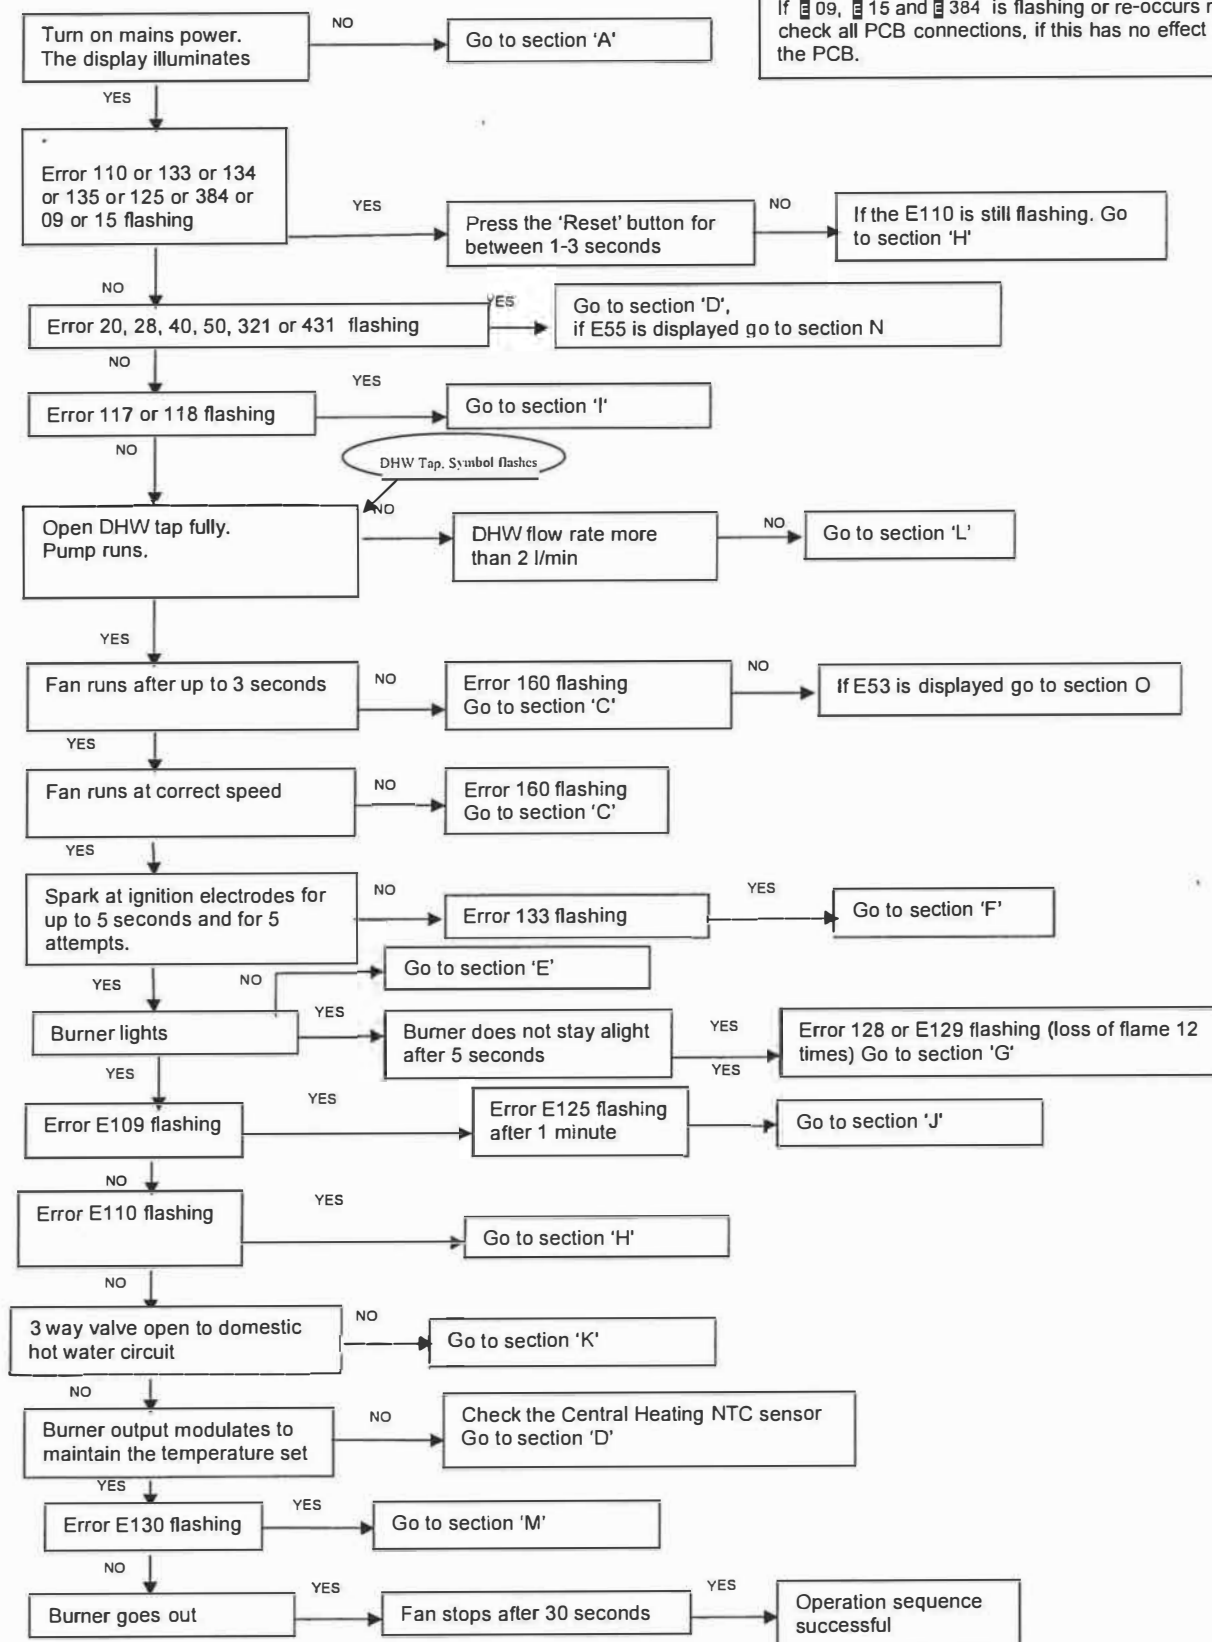 If E 09, E 15 and E 384 is flashing or re-occurs
check all PCB connections, if this has no effect
the PCB.
Turn on mains power.
The display illuminates
NO
Go to section 'A'
YES
Error 110 or 133 or 134
or 135 or 125 or 384 or
09 or 15 flashing
YES
Press the 'Reset' button for
between 1-3 seconds
NO
If the E110 is still flashing. Go
to section 'H'
NO
Error 20, 28, 40, 50, 321 or 431 flashing
YES
Go to section 'D',
if E55 is displayed go to section N
NO
Error 117 or 118 flashing
YES
Go to section 'I'
NO
DHW Tap, Symbol flashes
Open DHW tap fully.
Pump runs.
NO
DHW flow rate more
than 2 l/min
NO
Go to section 'L'
YES
Fan runs after up to 3 seconds
NO
Error 160 flashing
Go to section 'C'
NO
If E53 is displayed go to section O
YES
Fan runs at correct speed
NO
Error 160 flashing
Go to section 'C'
YES
Spark at ignition electrodes for
up to 5 seconds and for 5
attempts.
NO
Error 133 flashing
YES
Go to section 'F'
YES
NO
Go to section 'E'
Burner lights
YES
Burner does not stay alight
after 5 seconds
YES
YES
Error 128 or E129 flashing (loss of flame 12
times) Go to section 'G'
YES
Error E109 flashing
YES
Error E125 flashing
after 1 minute
Go to section 'J'
NO
Error E110 flashing
YES
Go to section 'H'
NO
3 way valve open to domestic
hot water circuit
NO
Go to section 'K'
NO
Burner output modulates to
maintain the temperature set
NO
Check the Central Heating NTC sensor
Go to section 'D'
YES
Error E130 flashing
YES
Go to section 'M'
NO
Burner goes out
YES
Fan stops after 30 seconds
YES
Operation sequence
successful